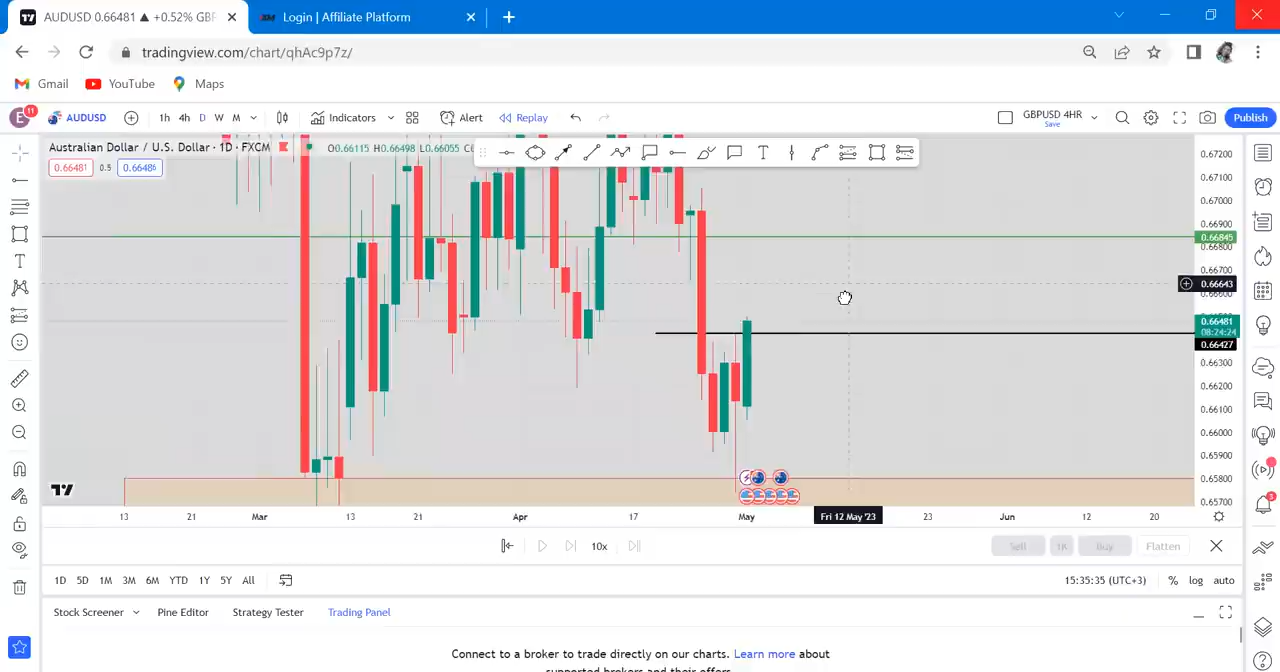 AUDUSD 0.66481 ▲ +0.52% GBP
XM Login | Affiliate Platform
tradingview.com/chart/qhAc9p7z/
Gmail YouTube Maps
E 11 AUDUSD 1h 4h D W M Indicators Alert Replay GBPUSD 4HR Save Publish
Australian Dollar / U.S. Dollar · 1D · FXCM O0.66115 H0.66498 L0.66055
0.66481 0.5 0.66486
0.67200
0.67100
0.67000
0.66900
0.66845
0.66800
0.66700
0.66643
0.66481
08:24:24
0.66427
0.66300
0.66200
0.66100
0.66000
0.65900
0.65800
0.65700
13 21 Mar 13 21 Apr 17 May Fri 12 May '23 23 Jun 12 20
10x Sell 1K Buy Flatten
1D 5D 1M 3M 6M YTD 1Y 5Y All 15:35:35 (UTC+3) % log auto
Stock Screener Pine Editor Strategy Tester Trading Panel
Connect to a broker to trade directly on our charts. Learn more about
supported brokers and their offers.